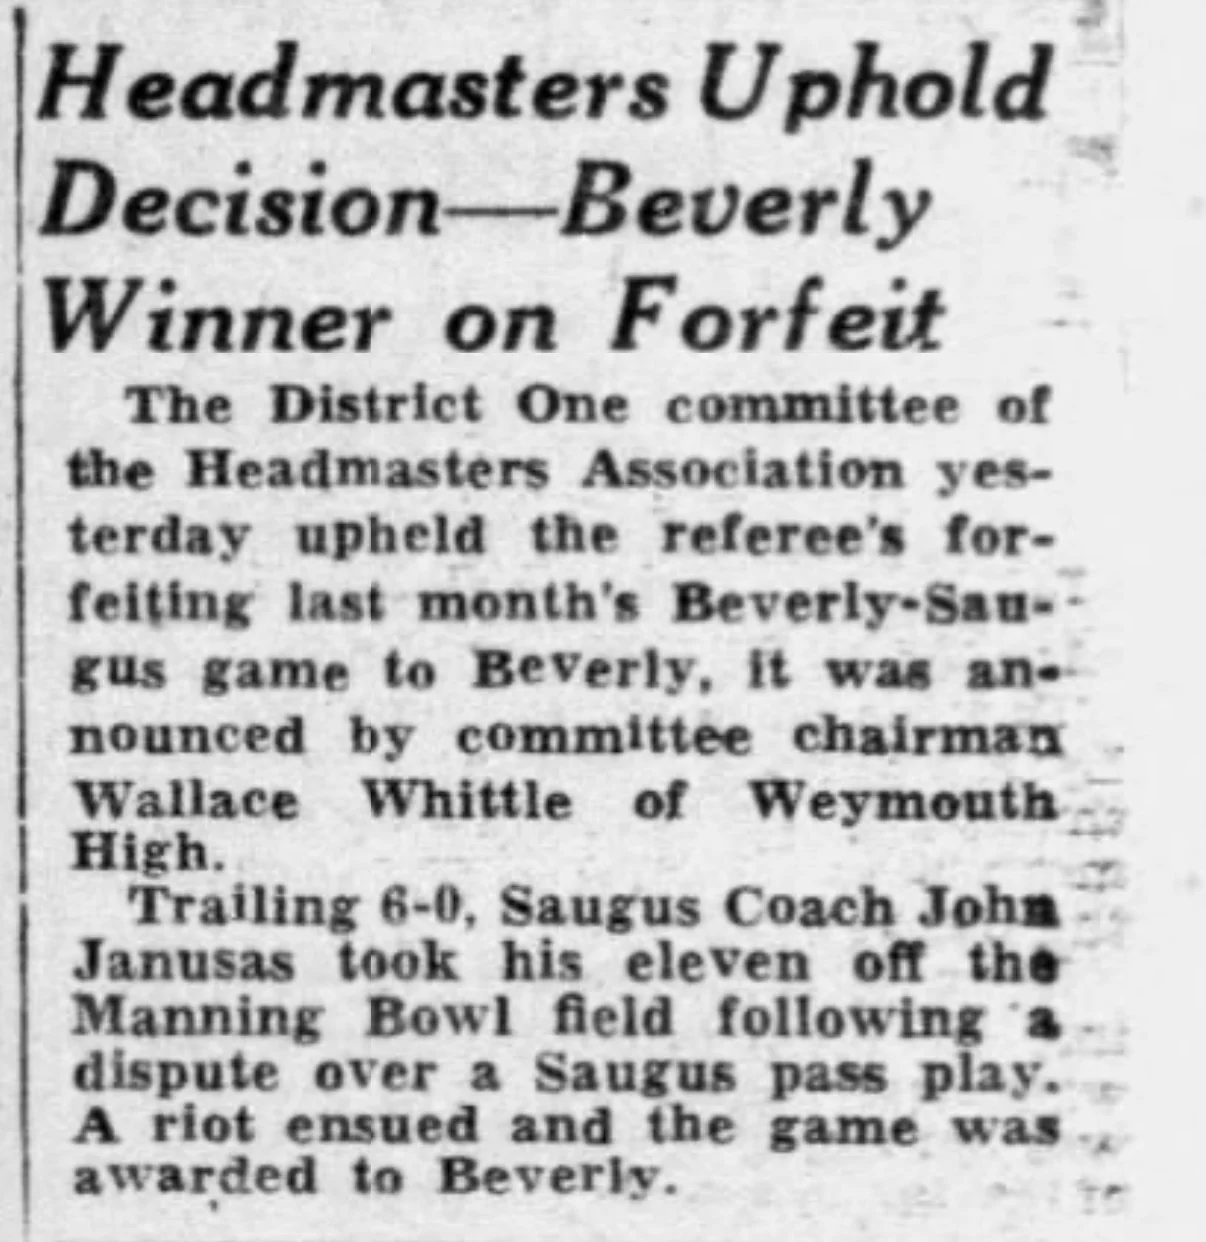 Headmasters Uphold
Decision—Beverly
Winner on Forfeit
The District One committee of
the Headmasters Association yes-
terday upheld the referee's for-
feiting last month's Beverly-Sau-
gus game to Beverly, it was an-
nounced by committee chairman
Wallace Whittle of Weymouth
High.
Trailing 6-0, Saugus Coach John
Janusas took his eleven off the
Manning Bowl field following a
dispute over a Saugus pass play.
A riot ensued and the game was
awarded to Beverly.